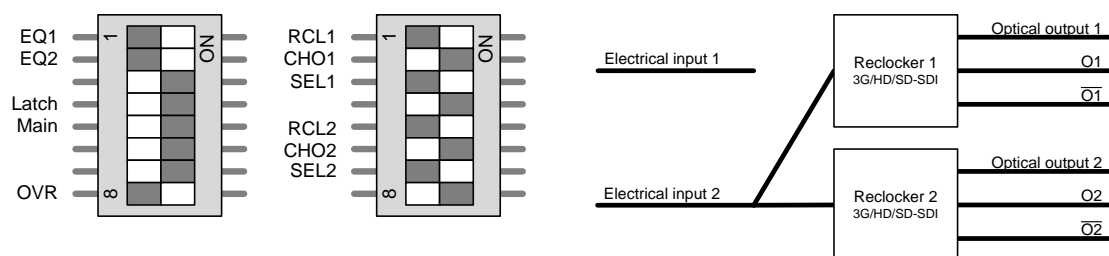 EQ1
EQ2
Latch
Main
OVR
1
8
ON
RCL1
CHO1
SEL1
RCL2
CHO2
SEL2
1
8
ON
Electrical input 1
Electrical input 2
Reclocker 1
3G/HD/SD-SDI
Optical output 1
O1
O̅1̅
Reclocker 2
3G/HD/SD-SDI
Optical output 2
O2
O̅2̅